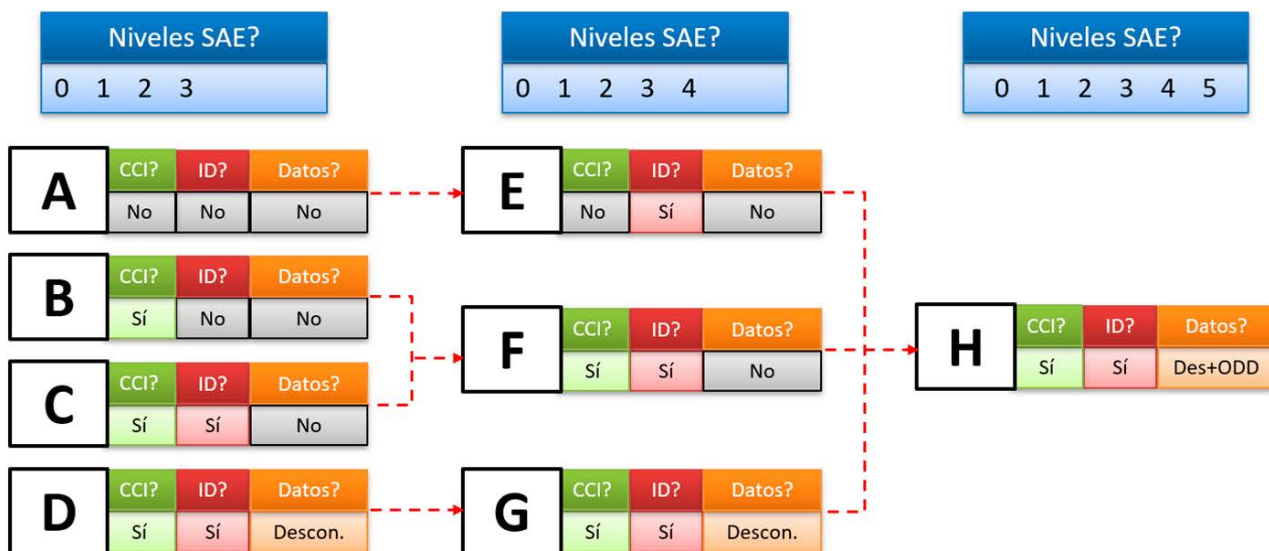 Niveles SAE? Niveles SAE? Niveles SAE?
0 1 2 3 0 1 2 3 4 0 1 2 3 4 5
A CCI? ID? Datos? E CCI? ID? Datos?
No No No No Sí No
B CCI? ID? Datos?
Sí No No
F CCI? ID? Datos? H CCI? ID? Datos?
Sí Sí No Sí Sí Des+ODD
C CCI? ID? Datos?
Sí Sí No
D CCI? ID? Datos? G CCI? ID? Datos?
Sí Sí Descon. Sí Sí Descon.